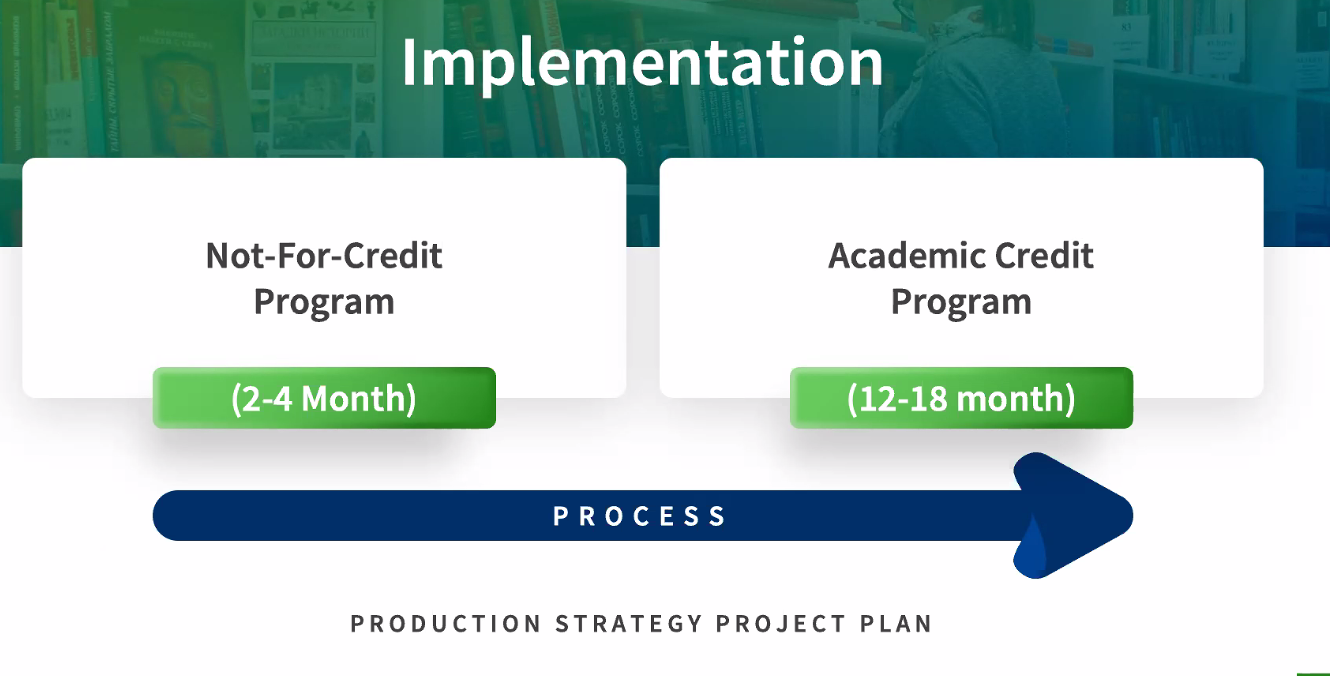 Implementation
Not-For-Credit
Program
(2-4 Month)
Academic Credit
Program
(12-18 month)
PROCESS
PRODUCTION STRATEGY PROJECT PLAN